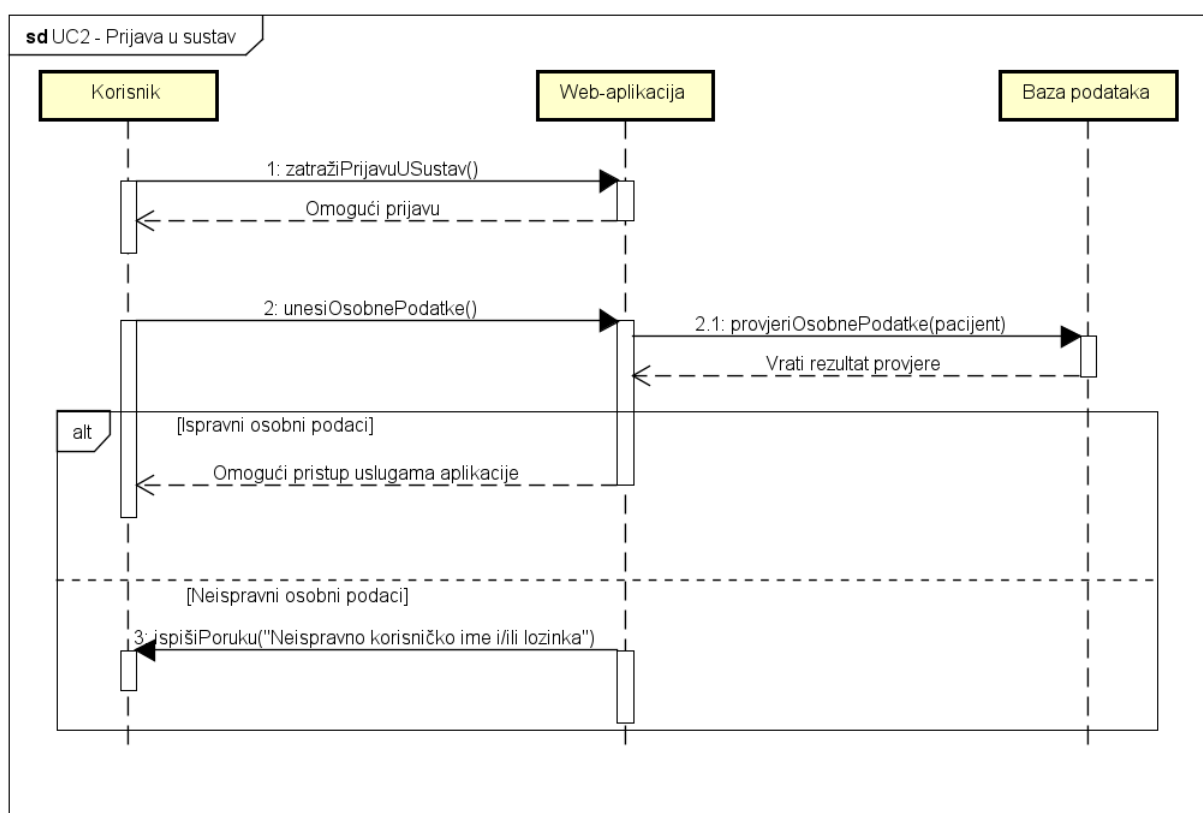 sd UC2 - Prijava u sustav
Korisnik
Web-aplikacija
Baza podataka
1: zatražiPrijavuUSustav()
Omogući prijavu
2: unesiOsobnePodatke()
2.1: provjeriOsobnePodatke(pacijent)
Vrati rezultat provjere
alt
[Ispravni osobni podaci]
Omogući pristup uslugama aplikacije
[Neispravni osobni podaci]
3: ispišiPoruku("Neispravno korisničko ime i/ili lozinka")